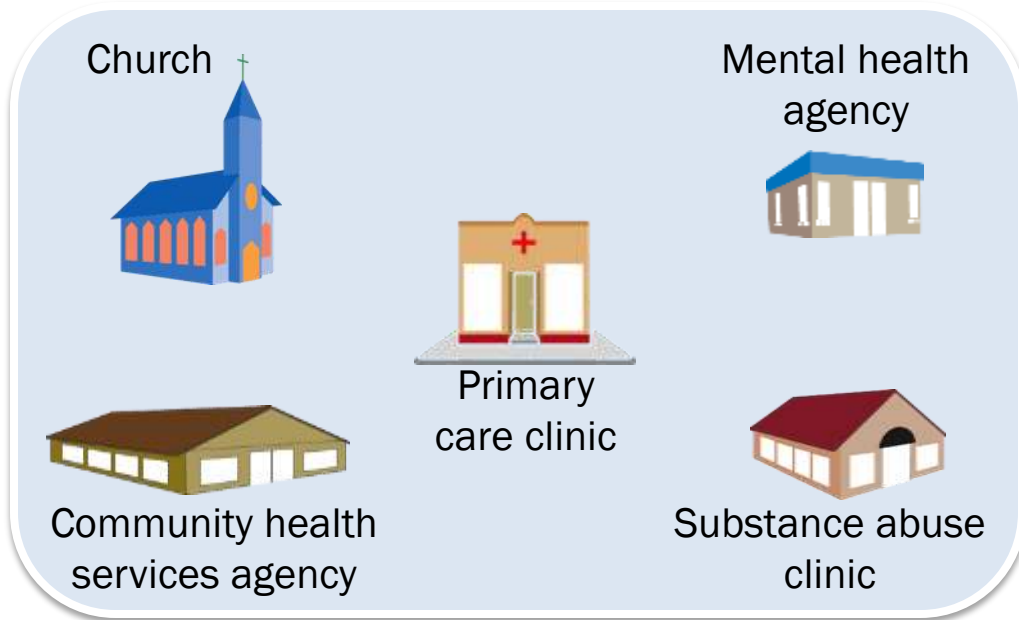 Church
Mental health
agency
Primary
care clinic
Community health
services agency
Substance abuse
clinic